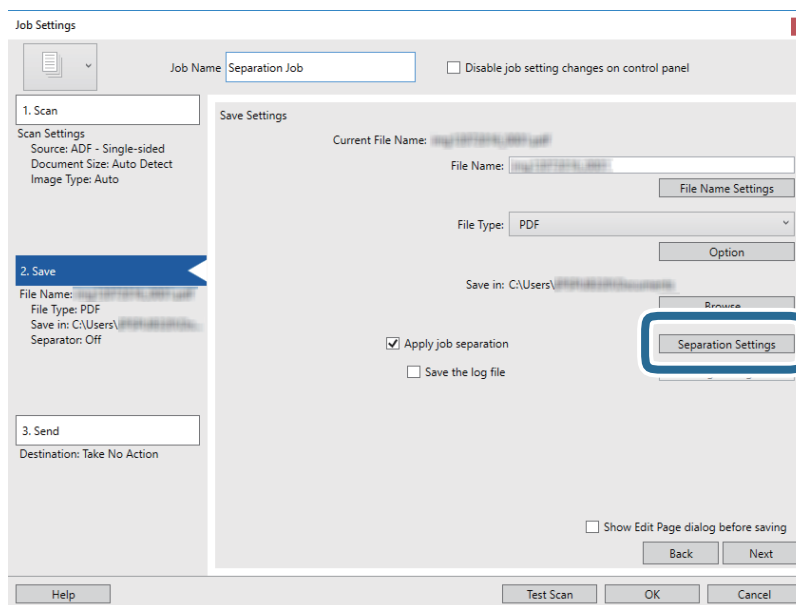 Job Settings
Job Name Separation Job
Disable job setting changes on control panel
1. Scan
Scan Settings
Source: ADF - Single-sided
Document Size: Auto Detect
Image Type: Auto
2. Save
File Name:
File Type: PDF
Save in: C:\Users\
Separator: Off
3. Send
Destination: Take No Action
Save Settings
Current File Name:
File Name:
File Name Settings
File Type: PDF
Option
Save in: C:\Users\
Browse
Apply job separation
Separation Settings
Save the log file
Show Edit Page dialog before saving
Back Next
Help Test Scan OK Cancel